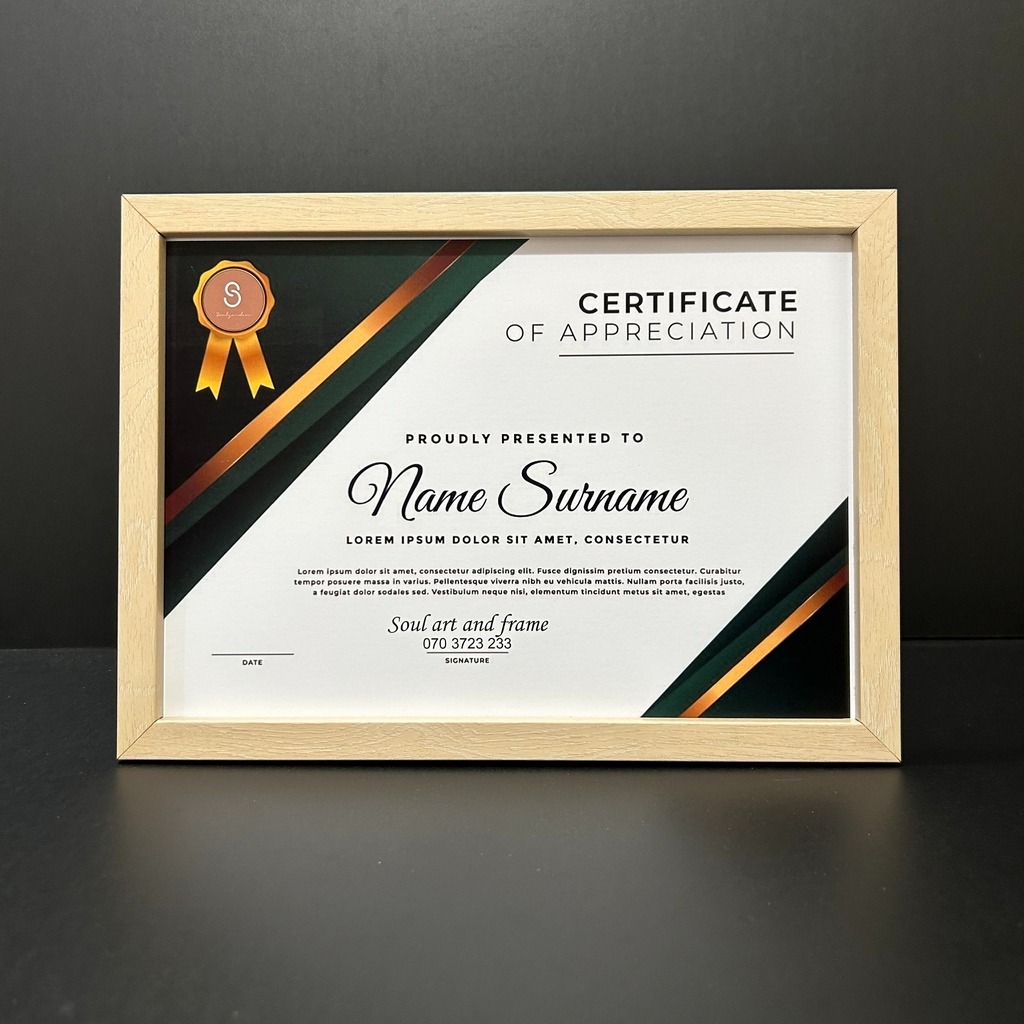 S
CERTIFICATE
OF APPRECIATION
PROUDLY PRESENTED TO
Name Surname
LOREM IPSUM DOLOR SIT AMET, CONSECTETUR
Lorem ipsum dolor sit amet, consectetur adipiscing elit. Fusce dignissim pretium consectetur. Curabitur
tempor posuere massa in varius. Pellentesque viverra nibh eu vehicula mattis. Nullam porta facilisis justo,
a feugiat dolor sodales sed. Vestibulum neque nisi, elementum tincidunt metus sit amet, egestas
Soul art and frame
070 3723 233
DATE
SIGNATURE